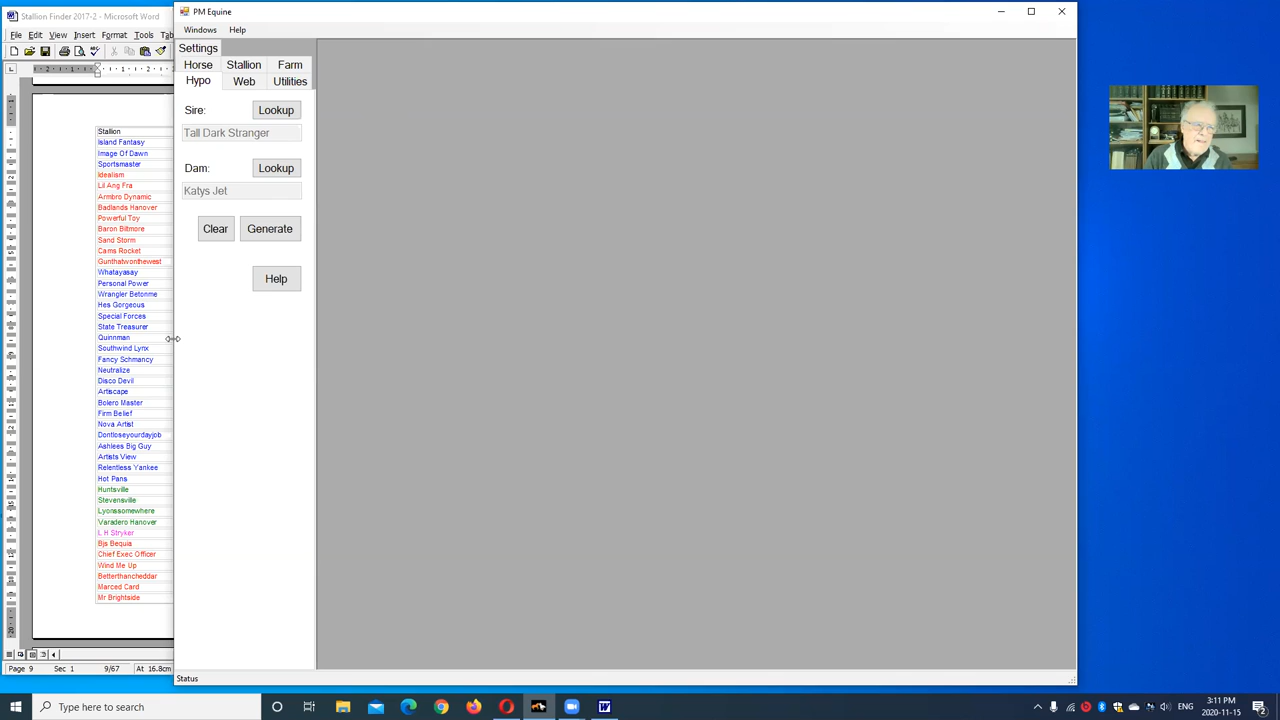 Stallion Finder 2017-2 - Microsoft Word
File Edit View Insert Format Tools Tab
Stallion
Island Fantasy
Image Of Dawn
Sportsmaster
Idealism
Lil Ang Fra
Armbro Dynamic
Badlands Hanover
Powerful Toy
Baron Biltmore
Sand Storm
Cams Rocket
Gunthatwonthewest
Whatayasay
Personal Power
Wrangler Betonme
Hes Gorgeous
Special Forces
State Treasurer
Quinnman
Southwind Lynx
Fancy Schmancy
Neutralize
Disco Devil
Artiscape
Bolero Master
Firm Belief
Nova Artist
Dontloseyourdayjob
Ashlees Big Guy
Artists View
Relentless Yankee
Hot Pans
Huntsville
Stevensville
Lyonssomewhere
Varadero Hanover
L H Stryker
Bjs Bequia
Chief Exec Officer
Wind Me Up
Betterthancheddar
Marced Card
Mr Brightside
Page 9 Sec 1 9/67 At 16.8cm
PM Equine
Windows Help
Settings
Horse Stallion Farm
Hypo Web Utilities
Sire: Lookup
Tall Dark Stranger
Dam: Lookup
Katys Jet
Clear Generate
Help
Status
Type here to search
3:11 PM
2020-11-15